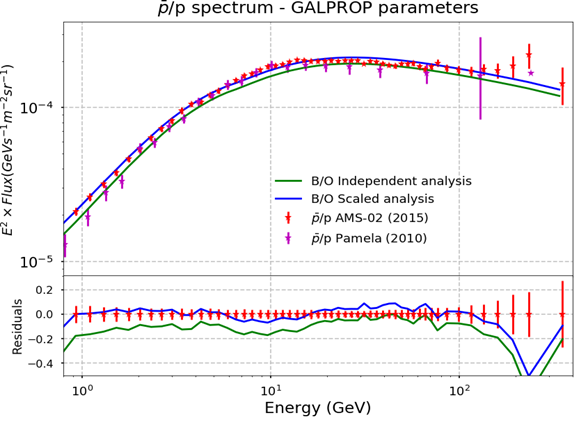 p̄/p spectrum - GALPROP parameters
E² × Flux(GeVs⁻¹m⁻²sr⁻¹)
10⁻⁴
10⁻⁵
B/O Independent analysis
B/O Scaled analysis
p̄/p AMS-02 (2015)
p̄/p Pamela (2010)
Residuals
0.2
0.0
−0.2
−0.4
10⁰ 10¹ 10²
Energy (GeV)